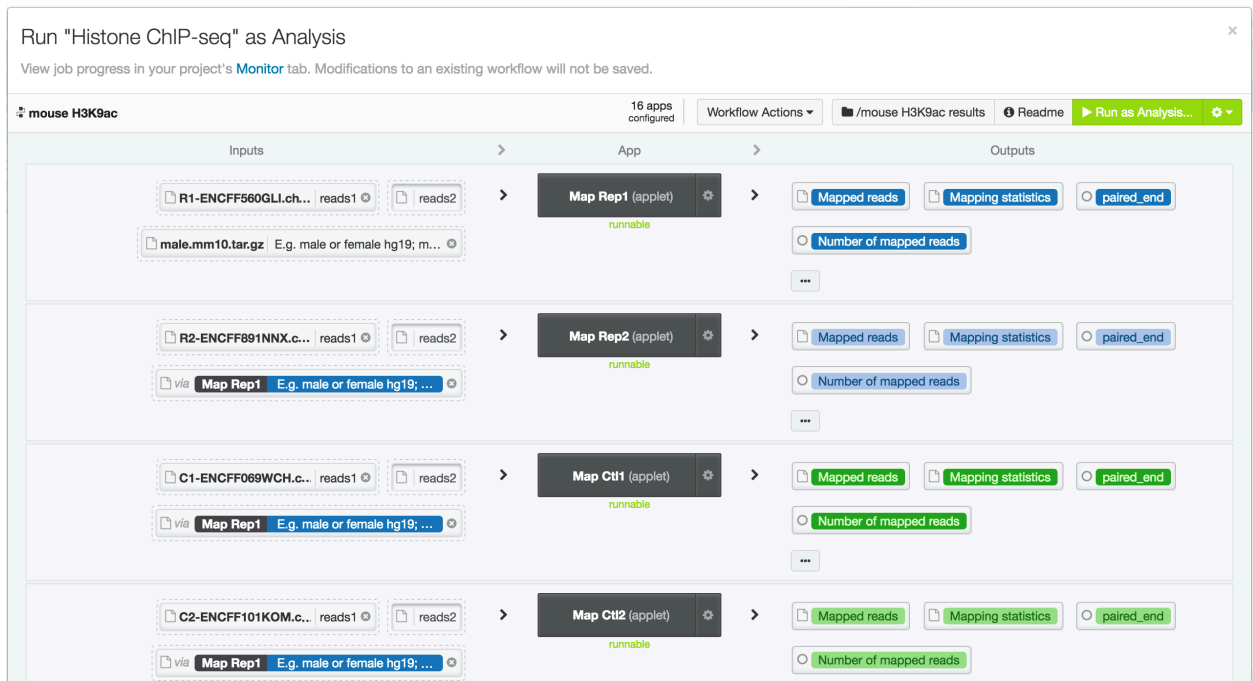 Run "Histone ChIP-seq" as Analysis
×
View job progress in your project's Monitor tab. Modifications to an existing workflow will not be saved.
mouse H3K9ac
16 apps
configured
Workflow Actions
/mouse H3K9ac results
Readme
Run as Analysis...
Inputs
App
Outputs
R1-ENCFF560GLI.ch... reads1 reads2
Map Rep1 (applet)
Mapped reads Mapping statistics paired_end
runnable
male.mm10.tar.gz E.g. male or female hg19; m...
Number of mapped reads
...
R2-ENCFF891NNX.c... reads1 reads2
Map Rep2 (applet)
Mapped reads Mapping statistics paired_end
runnable
via Map Rep1 E.g. male or female hg19; ...
Number of mapped reads
...
C1-ENCFF069WCH.c... reads1 reads2
Map Ctl1 (applet)
Mapped reads Mapping statistics paired_end
runnable
via Map Rep1 E.g. male or female hg19; ...
Number of mapped reads
...
C2-ENCFF101KOM.c... reads1 reads2
Map Ctl2 (applet)
Mapped reads Mapping statistics paired_end
runnable
via Map Rep1 E.g. male or female hg19; ...
Number of mapped reads